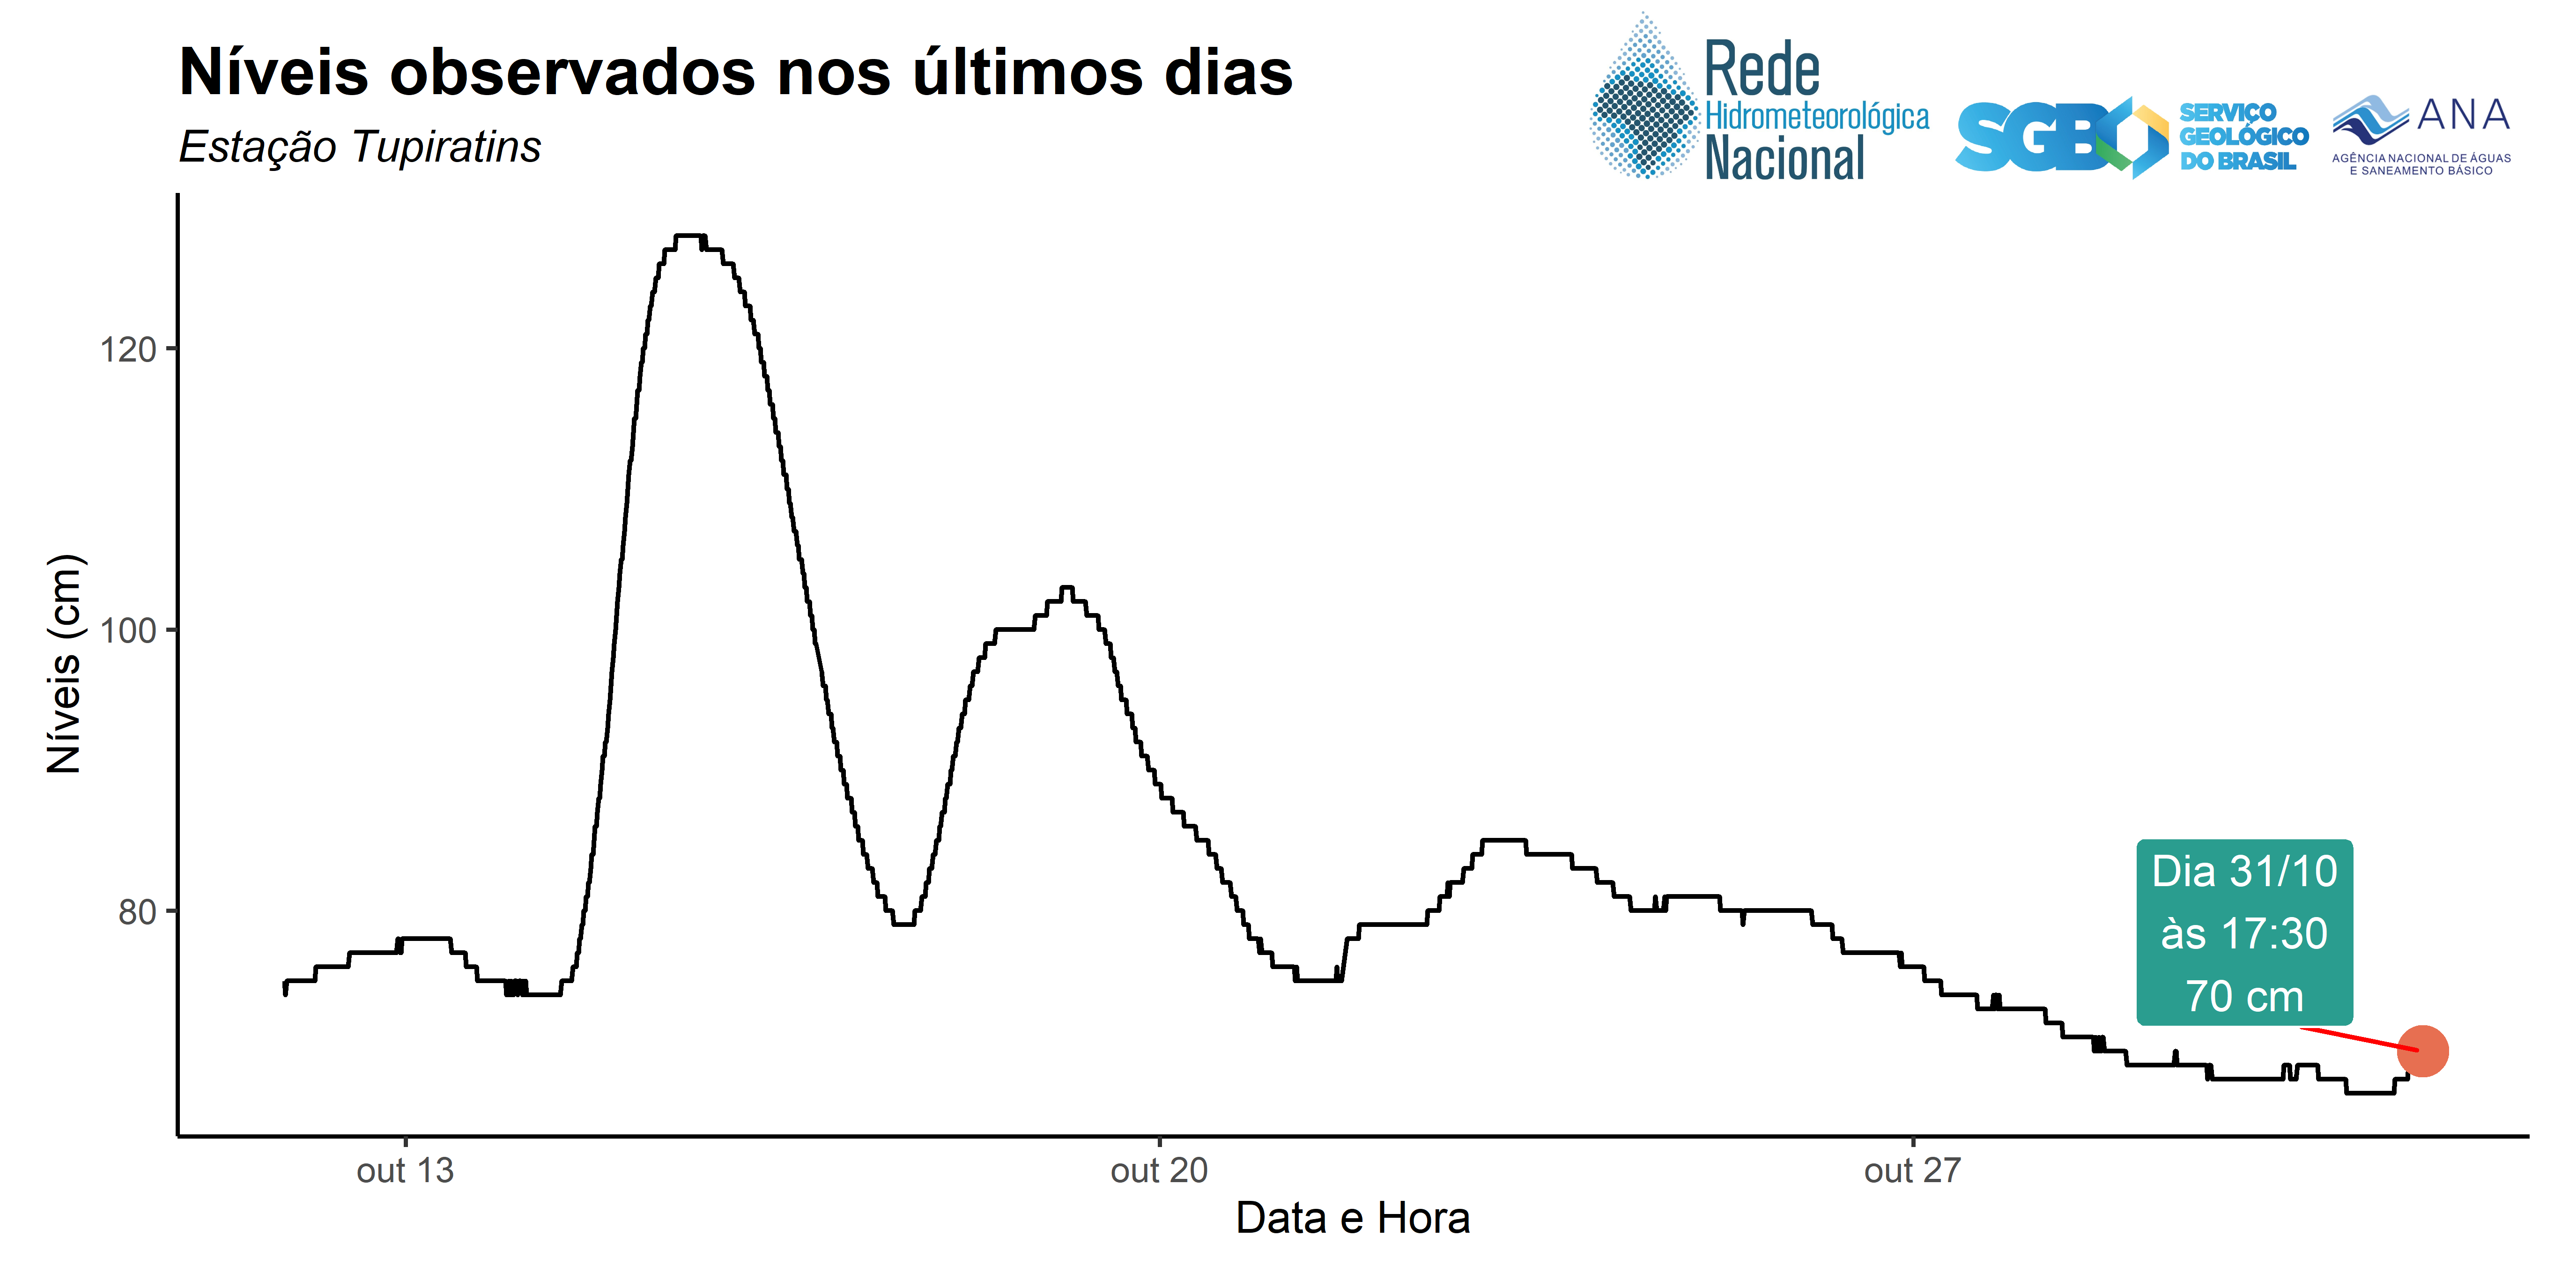 Níveis observados nos últimos dias
Estação Tupiratins
Rede
Hidrometeorológica
Nacional
SGB
SERVIÇO
GEOLÓGICO
DO BRASIL
ANA
AGÊNCIA NACIONAL DE ÁGUAS
E SANEAMENTO BÁSICO
Níveis (cm)
120
100
80
Dia 31/10
às 17:30
70 cm
out 13
out 20
out 27
Data e Hora